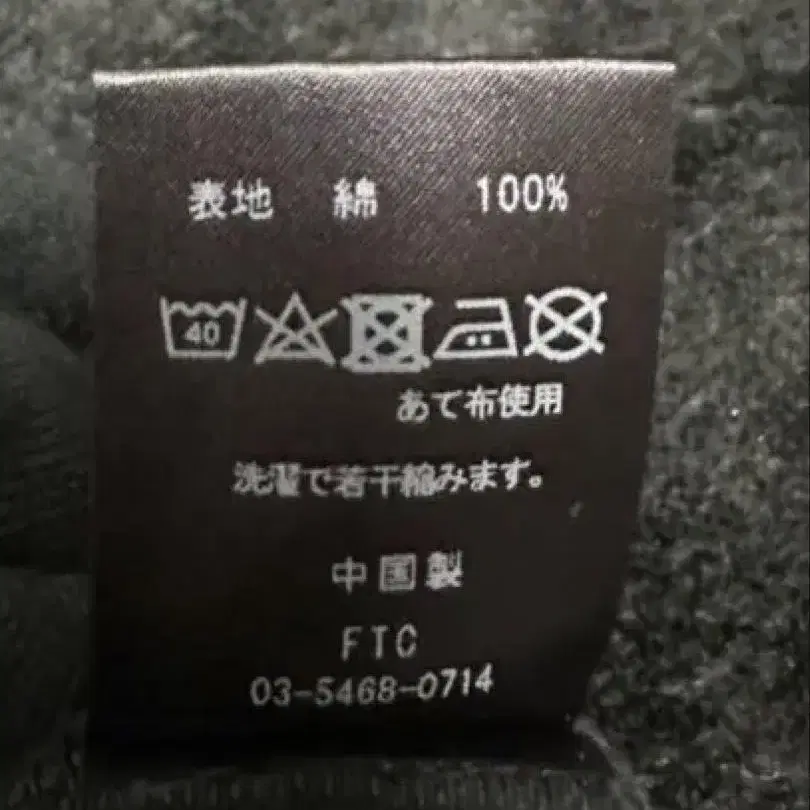 表地 綿 100%
40
あて布使用
洗濯で若干縮みます。
中国製
FTC
03-5468-0714